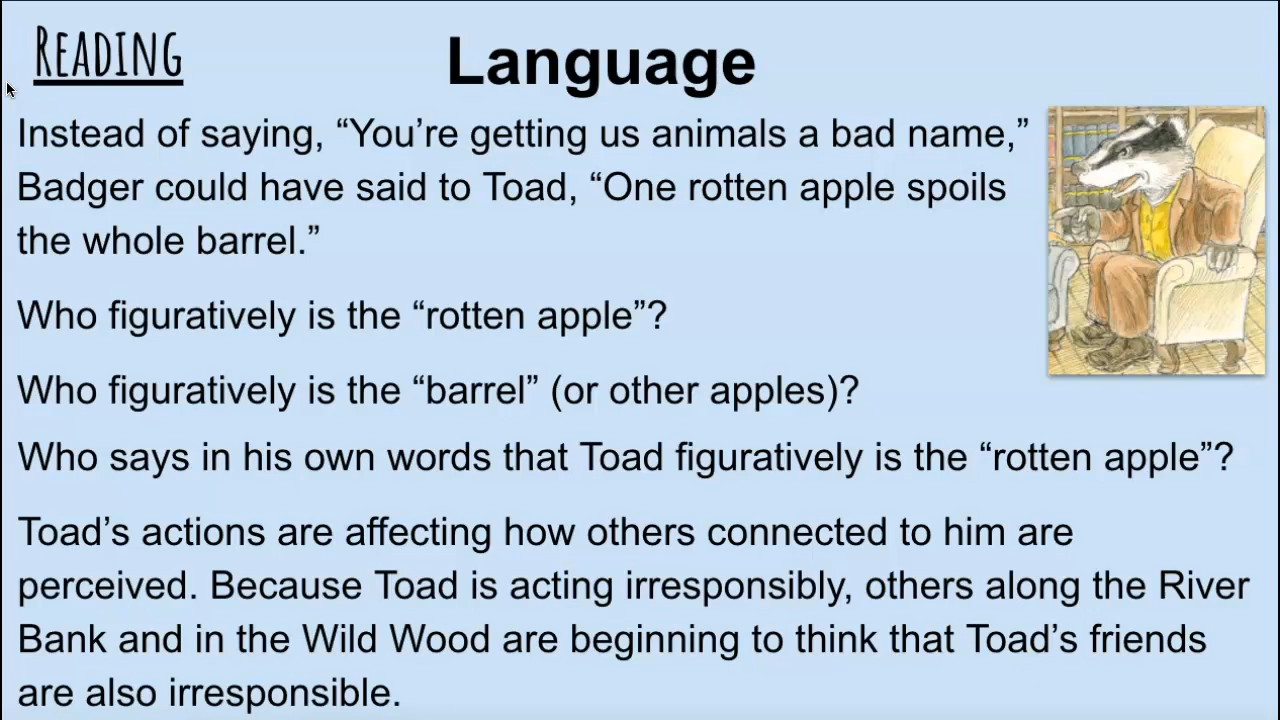 READING
Language
Instead of saying, “You’re getting us animals a bad name,”
Badger could have said to Toad, “One rotten apple spoils
the whole barrel.”
Who figuratively is the “rotten apple”?
Who figuratively is the “barrel” (or other apples)?
Who says in his own words that Toad figuratively is the “rotten apple”?
Toad’s actions are affecting how others connected to him are
perceived. Because Toad is acting irresponsibly, others along the River
Bank and in the Wild Wood are beginning to think that Toad’s friends
are also irresponsible.